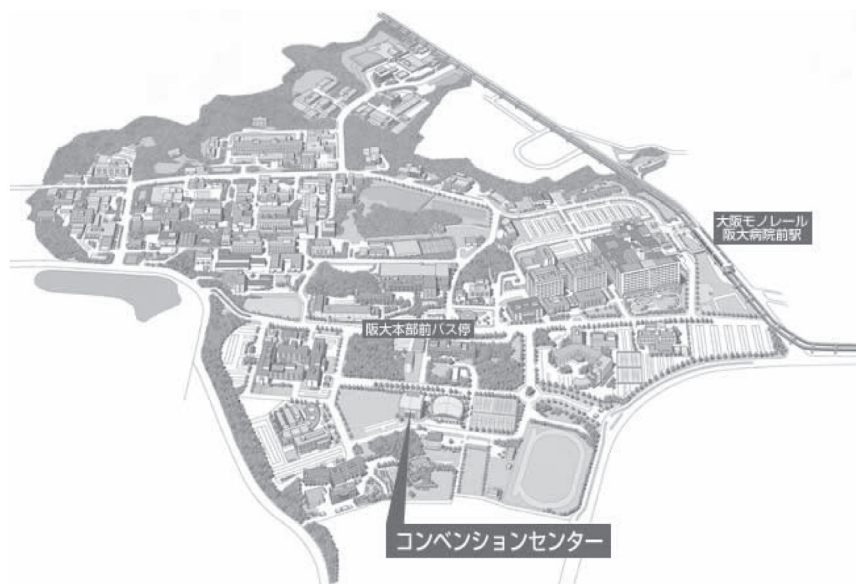 大阪モノレール
阪大病院前駅
阪大本部前バス停
コンベンションセンター